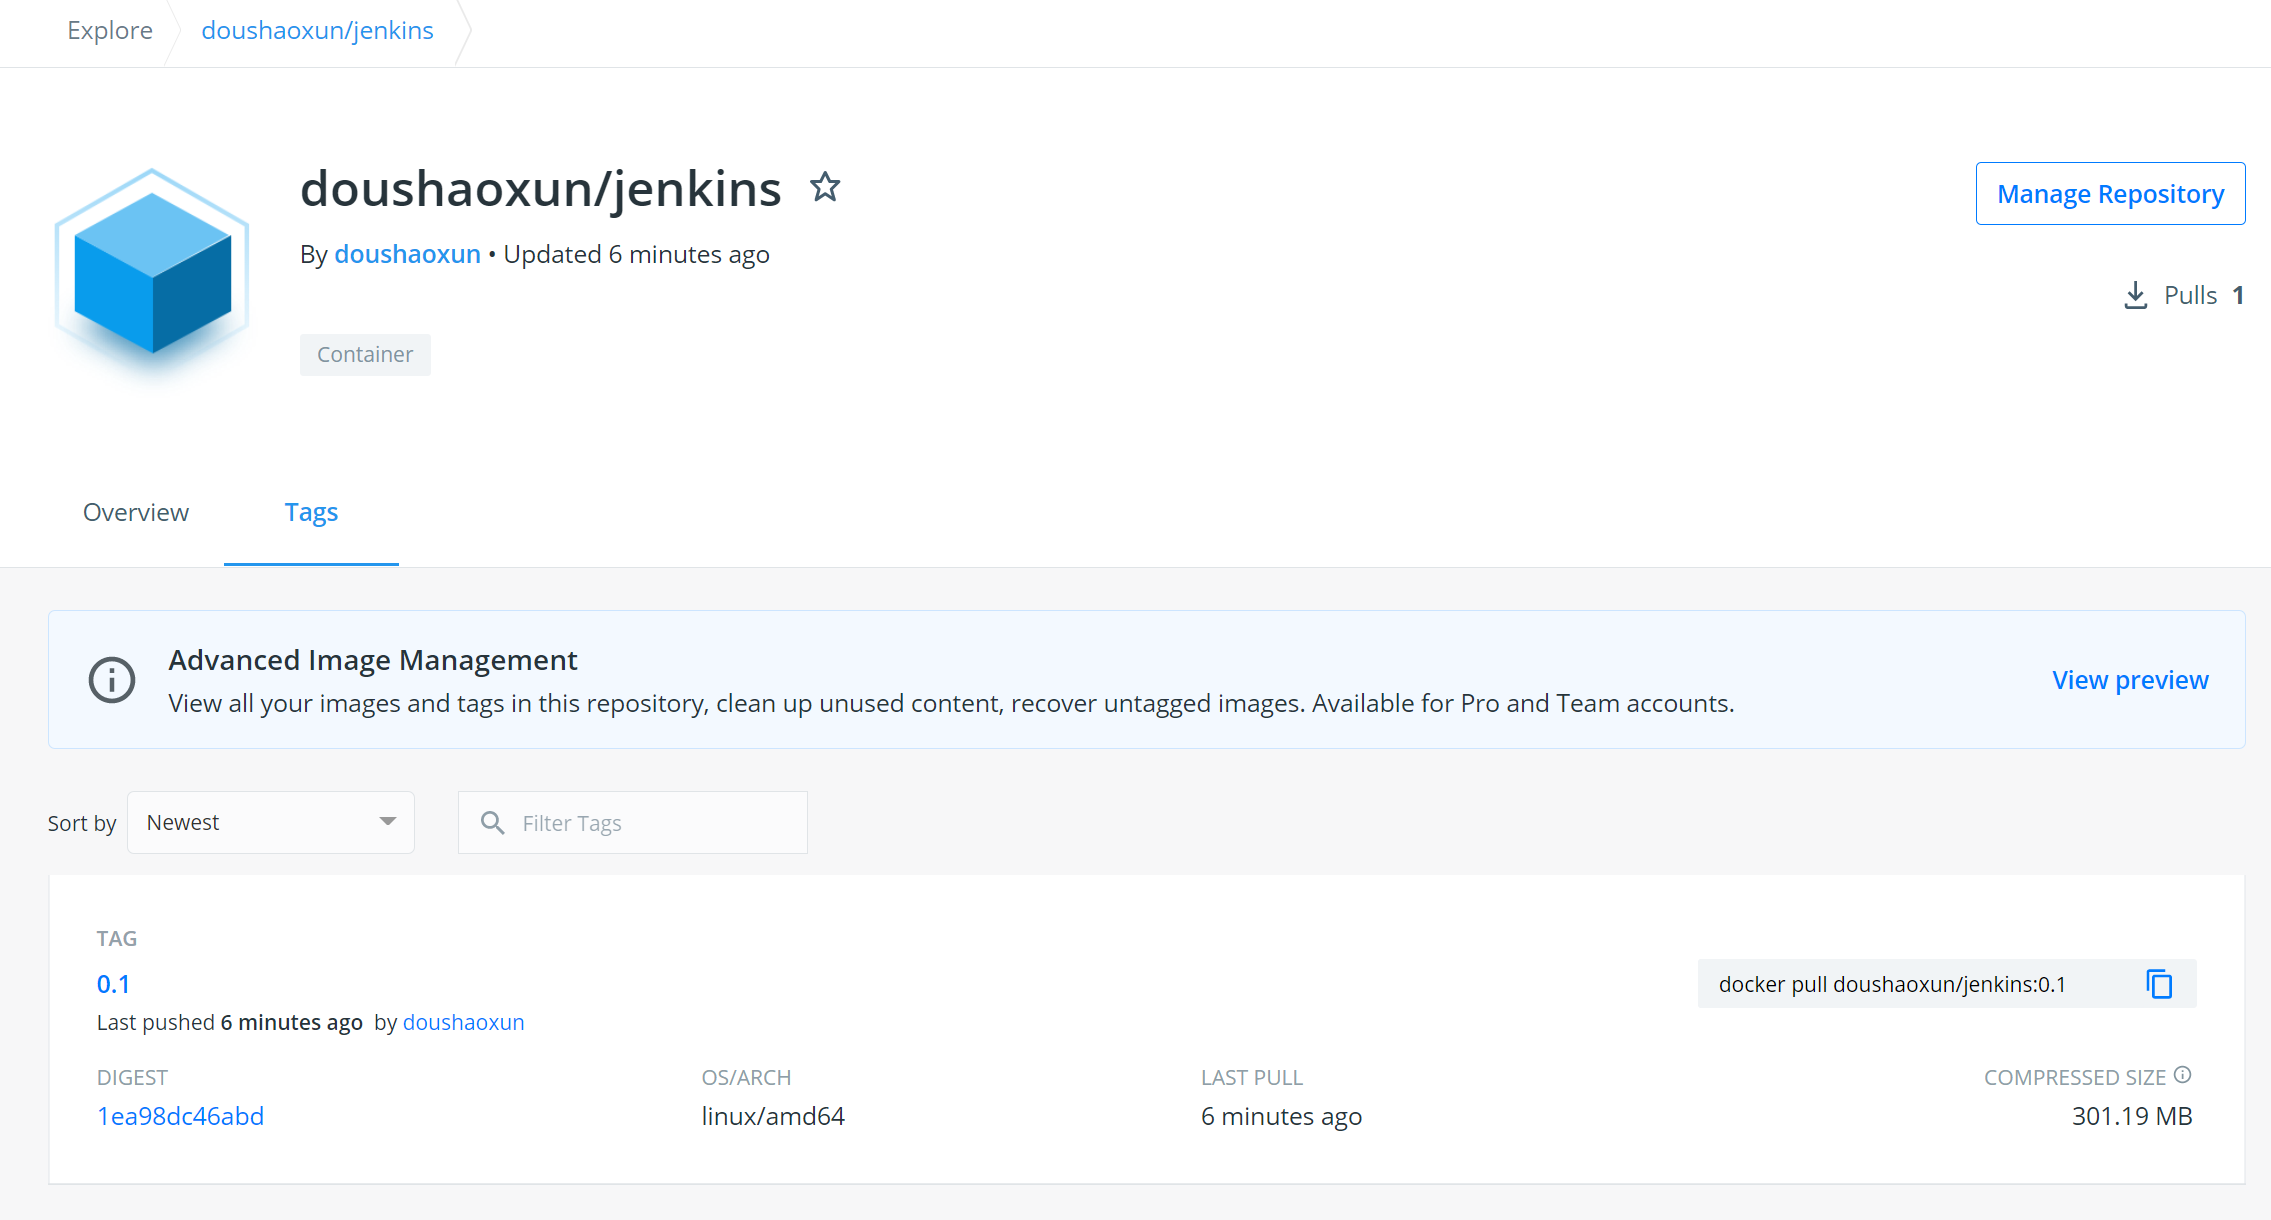 Explore
doushaoxun/jenkins
doushaoxun/jenkins
By doushaoxun • Updated 6 minutes ago
Manage Repository
Pulls 1
Container
Overview
Tags
Advanced Image Management
View all your images and tags in this repository, clean up unused content, recover untagged images. Available for Pro and Team accounts.
View preview
Sort by
Newest
Filter Tags
TAG
0.1
docker pull doushaoxun/jenkins:0.1
Last pushed 6 minutes ago by doushaoxun
DIGEST
OS/ARCH
LAST PULL
COMPRESSED SIZE
1ea98dc46abd
linux/amd64
6 minutes ago
301.19 MB